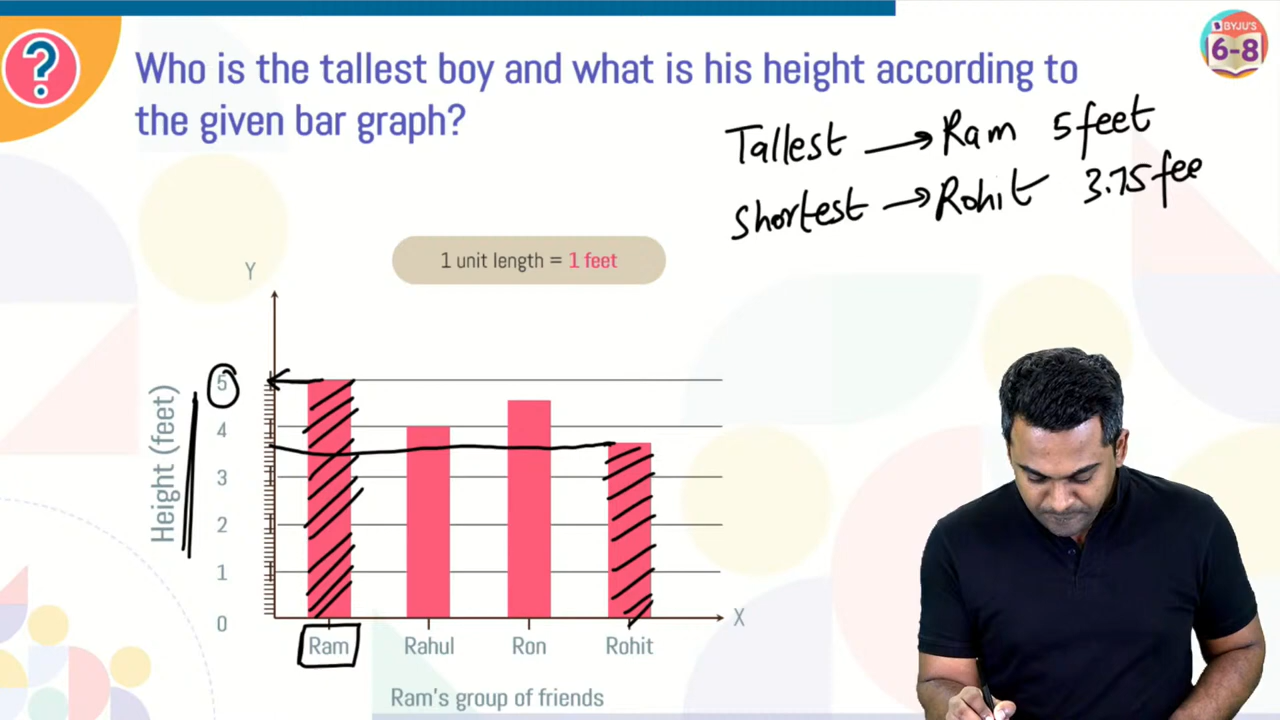 BYJU'S
6-8
?
Who is the tallest boy and what is his height according to
the given bar graph?
Tallest → Ram 5 feet
Shortest → Rohit 3.75 fee
1 unit length = 1 feet
Y
5
4
3
2
1
0
Height (feet)
X
Ram Rahul Ron Rohit
Ram's group of friends